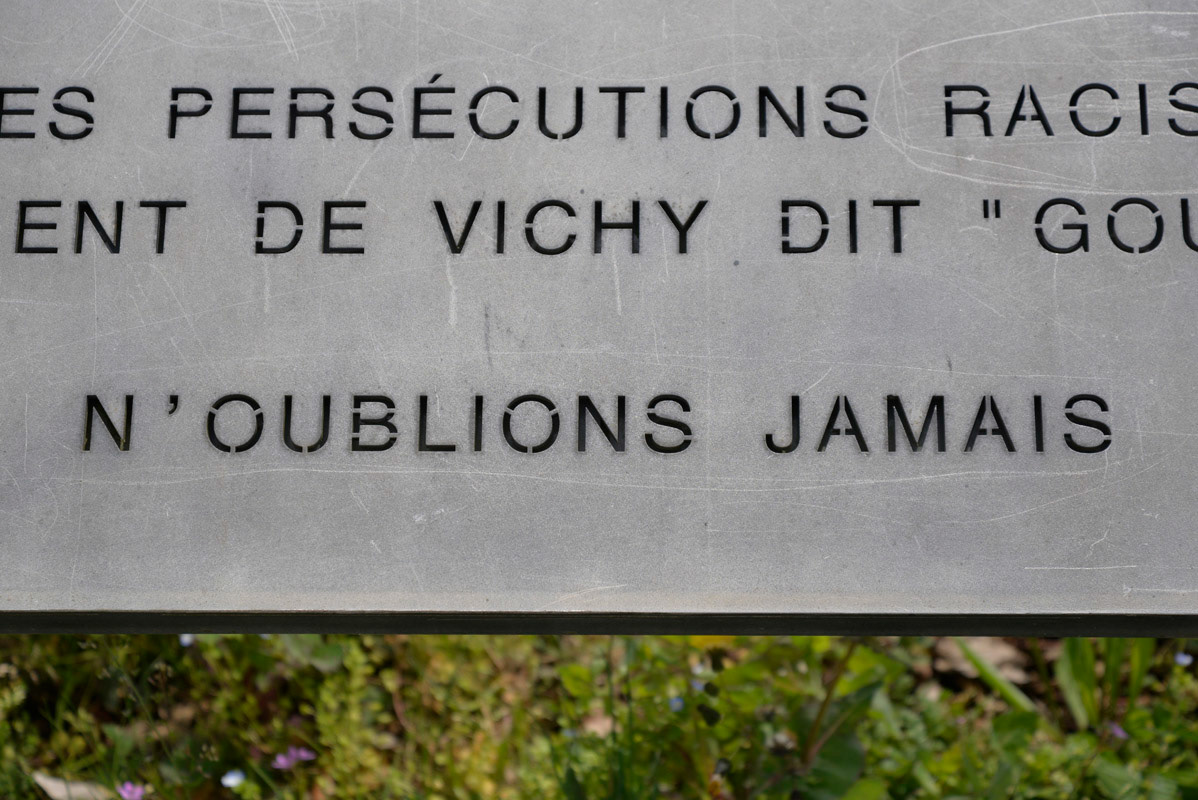 ES PERSÉCUTIONS RACIS
ENT DE VICHY DIT "GOU
N'OUBLIONS JAMAIS